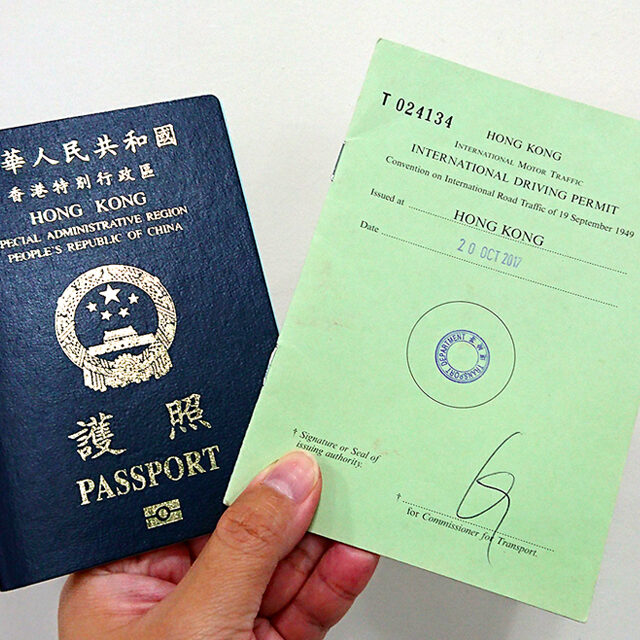 華人民共和國
香港特別行政區
HONG KONG
SPECIAL ADMINISTRATIVE REGION
PEOPLE'S REPUBLIC OF CHINA
護照
PASSPORT
T 024134
HONG KONG
INTERNATIONAL MOTOR TRAFFIC
INTERNATIONAL DRIVING PERMIT
Convention on International Road Traffic of 19 September 1949
Issued at HONG KONG
Date 20 OCT 2017
TRANSPORT DEPARTMENT
† Signature or Seal of
issuing authority.
†
for Commissioner for Transport.